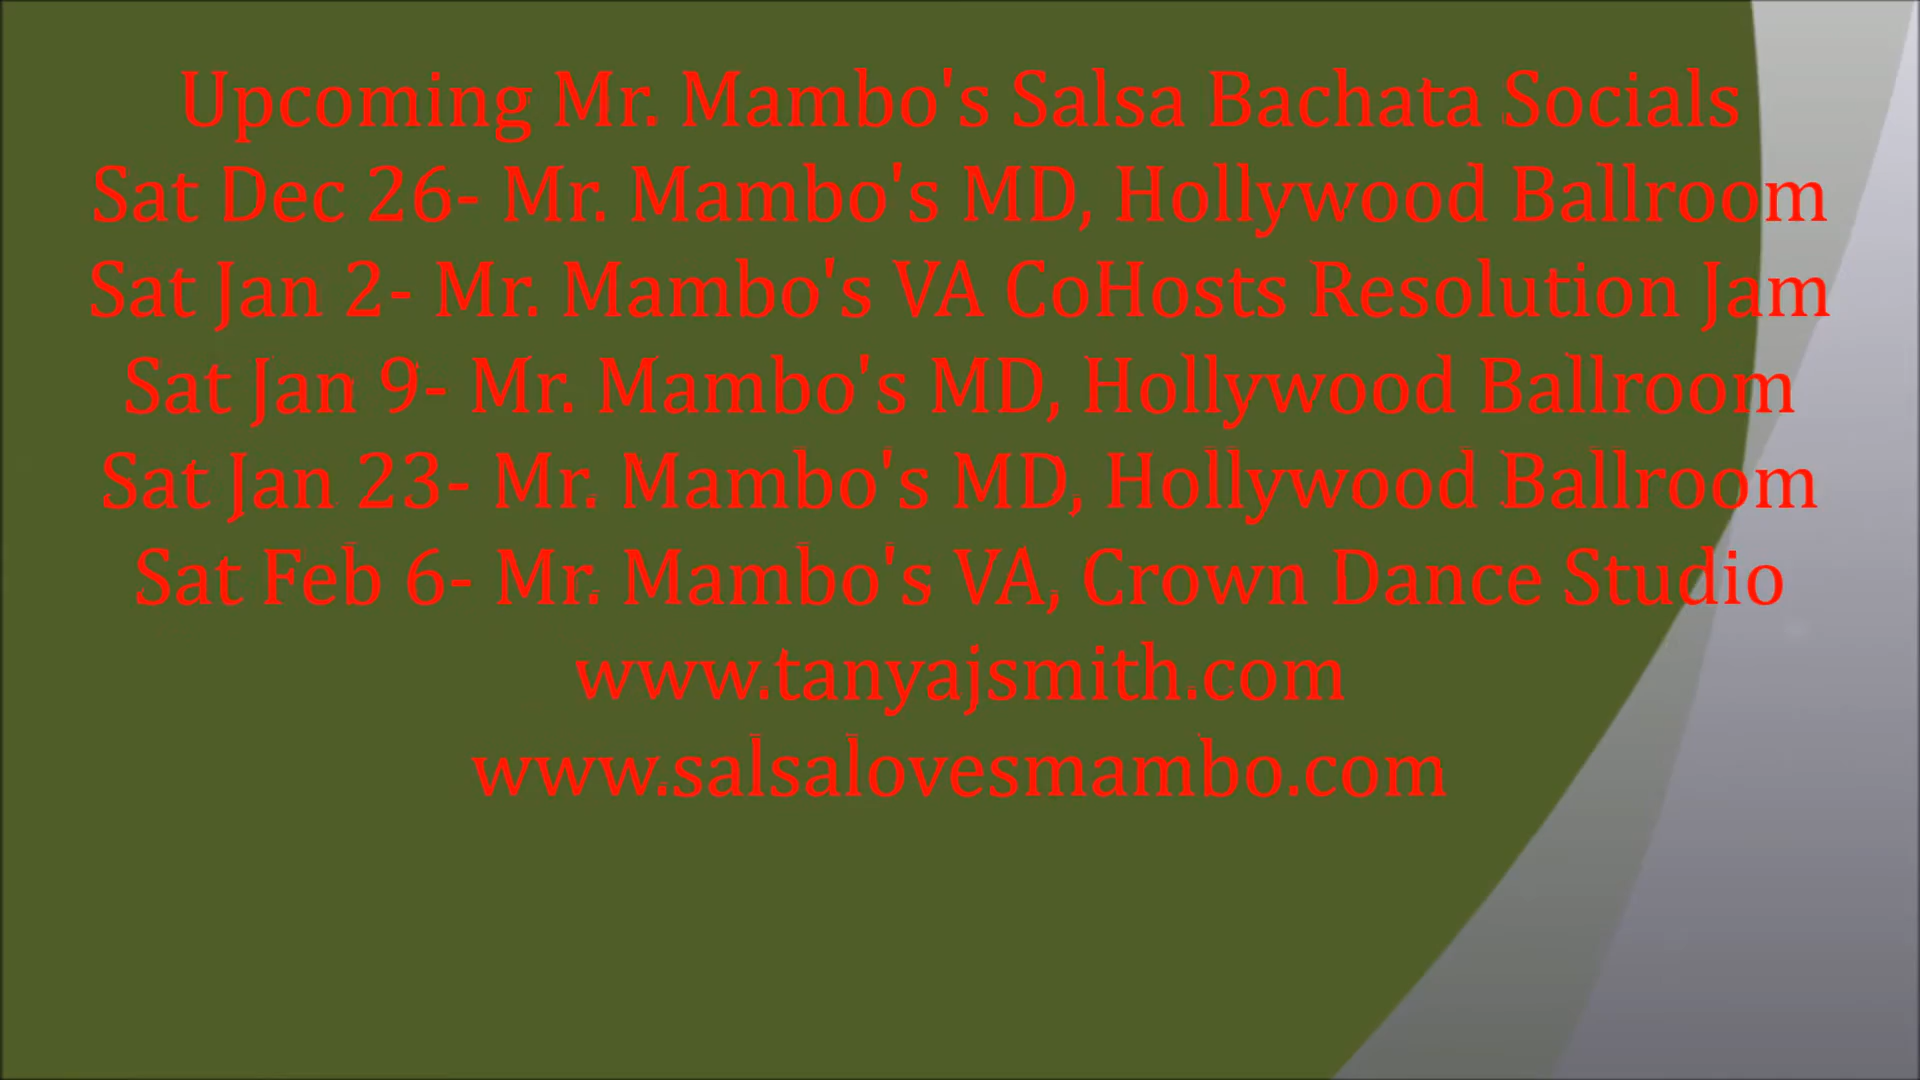 Upcoming Mr. Mambo's Salsa Bachata Socials
Sat Dec 26- Mr. Mambo's MD, Hollywood Ballroom
Sat Jan 2- Mr. Mambo's VA CoHosts Resolution Jam
Sat Jan 9- Mr. Mambo's MD, Hollywood Ballroom
Sat Jan 23- Mr. Mambo's MD, Hollywood Ballroom
Sat Feb 6- Mr. Mambo's VA, Crown Dance Studio
www.tanyajsmith.com
www.salsalovesmambo.com